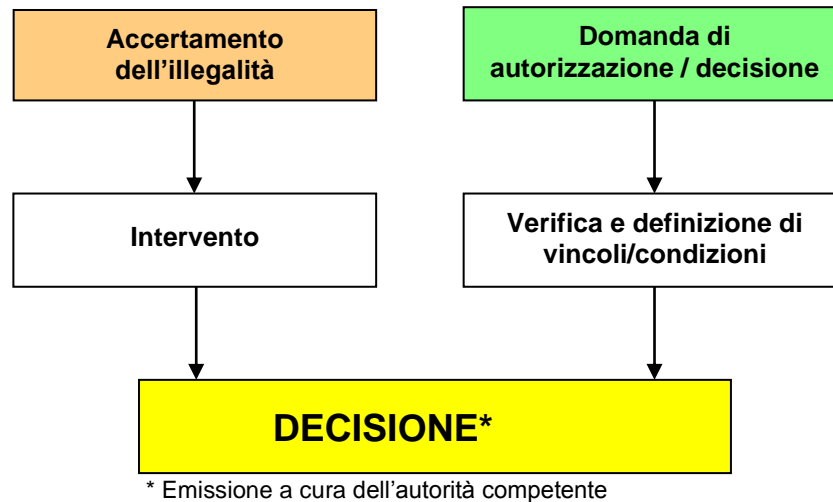 Accertamento
dell'illegalità
Domanda di
autorizzazione / decisione
Intervento
Verifica e definizione di
vincoli/condizioni
DECISIONE*
* Emissione a cura dell'autorità competente